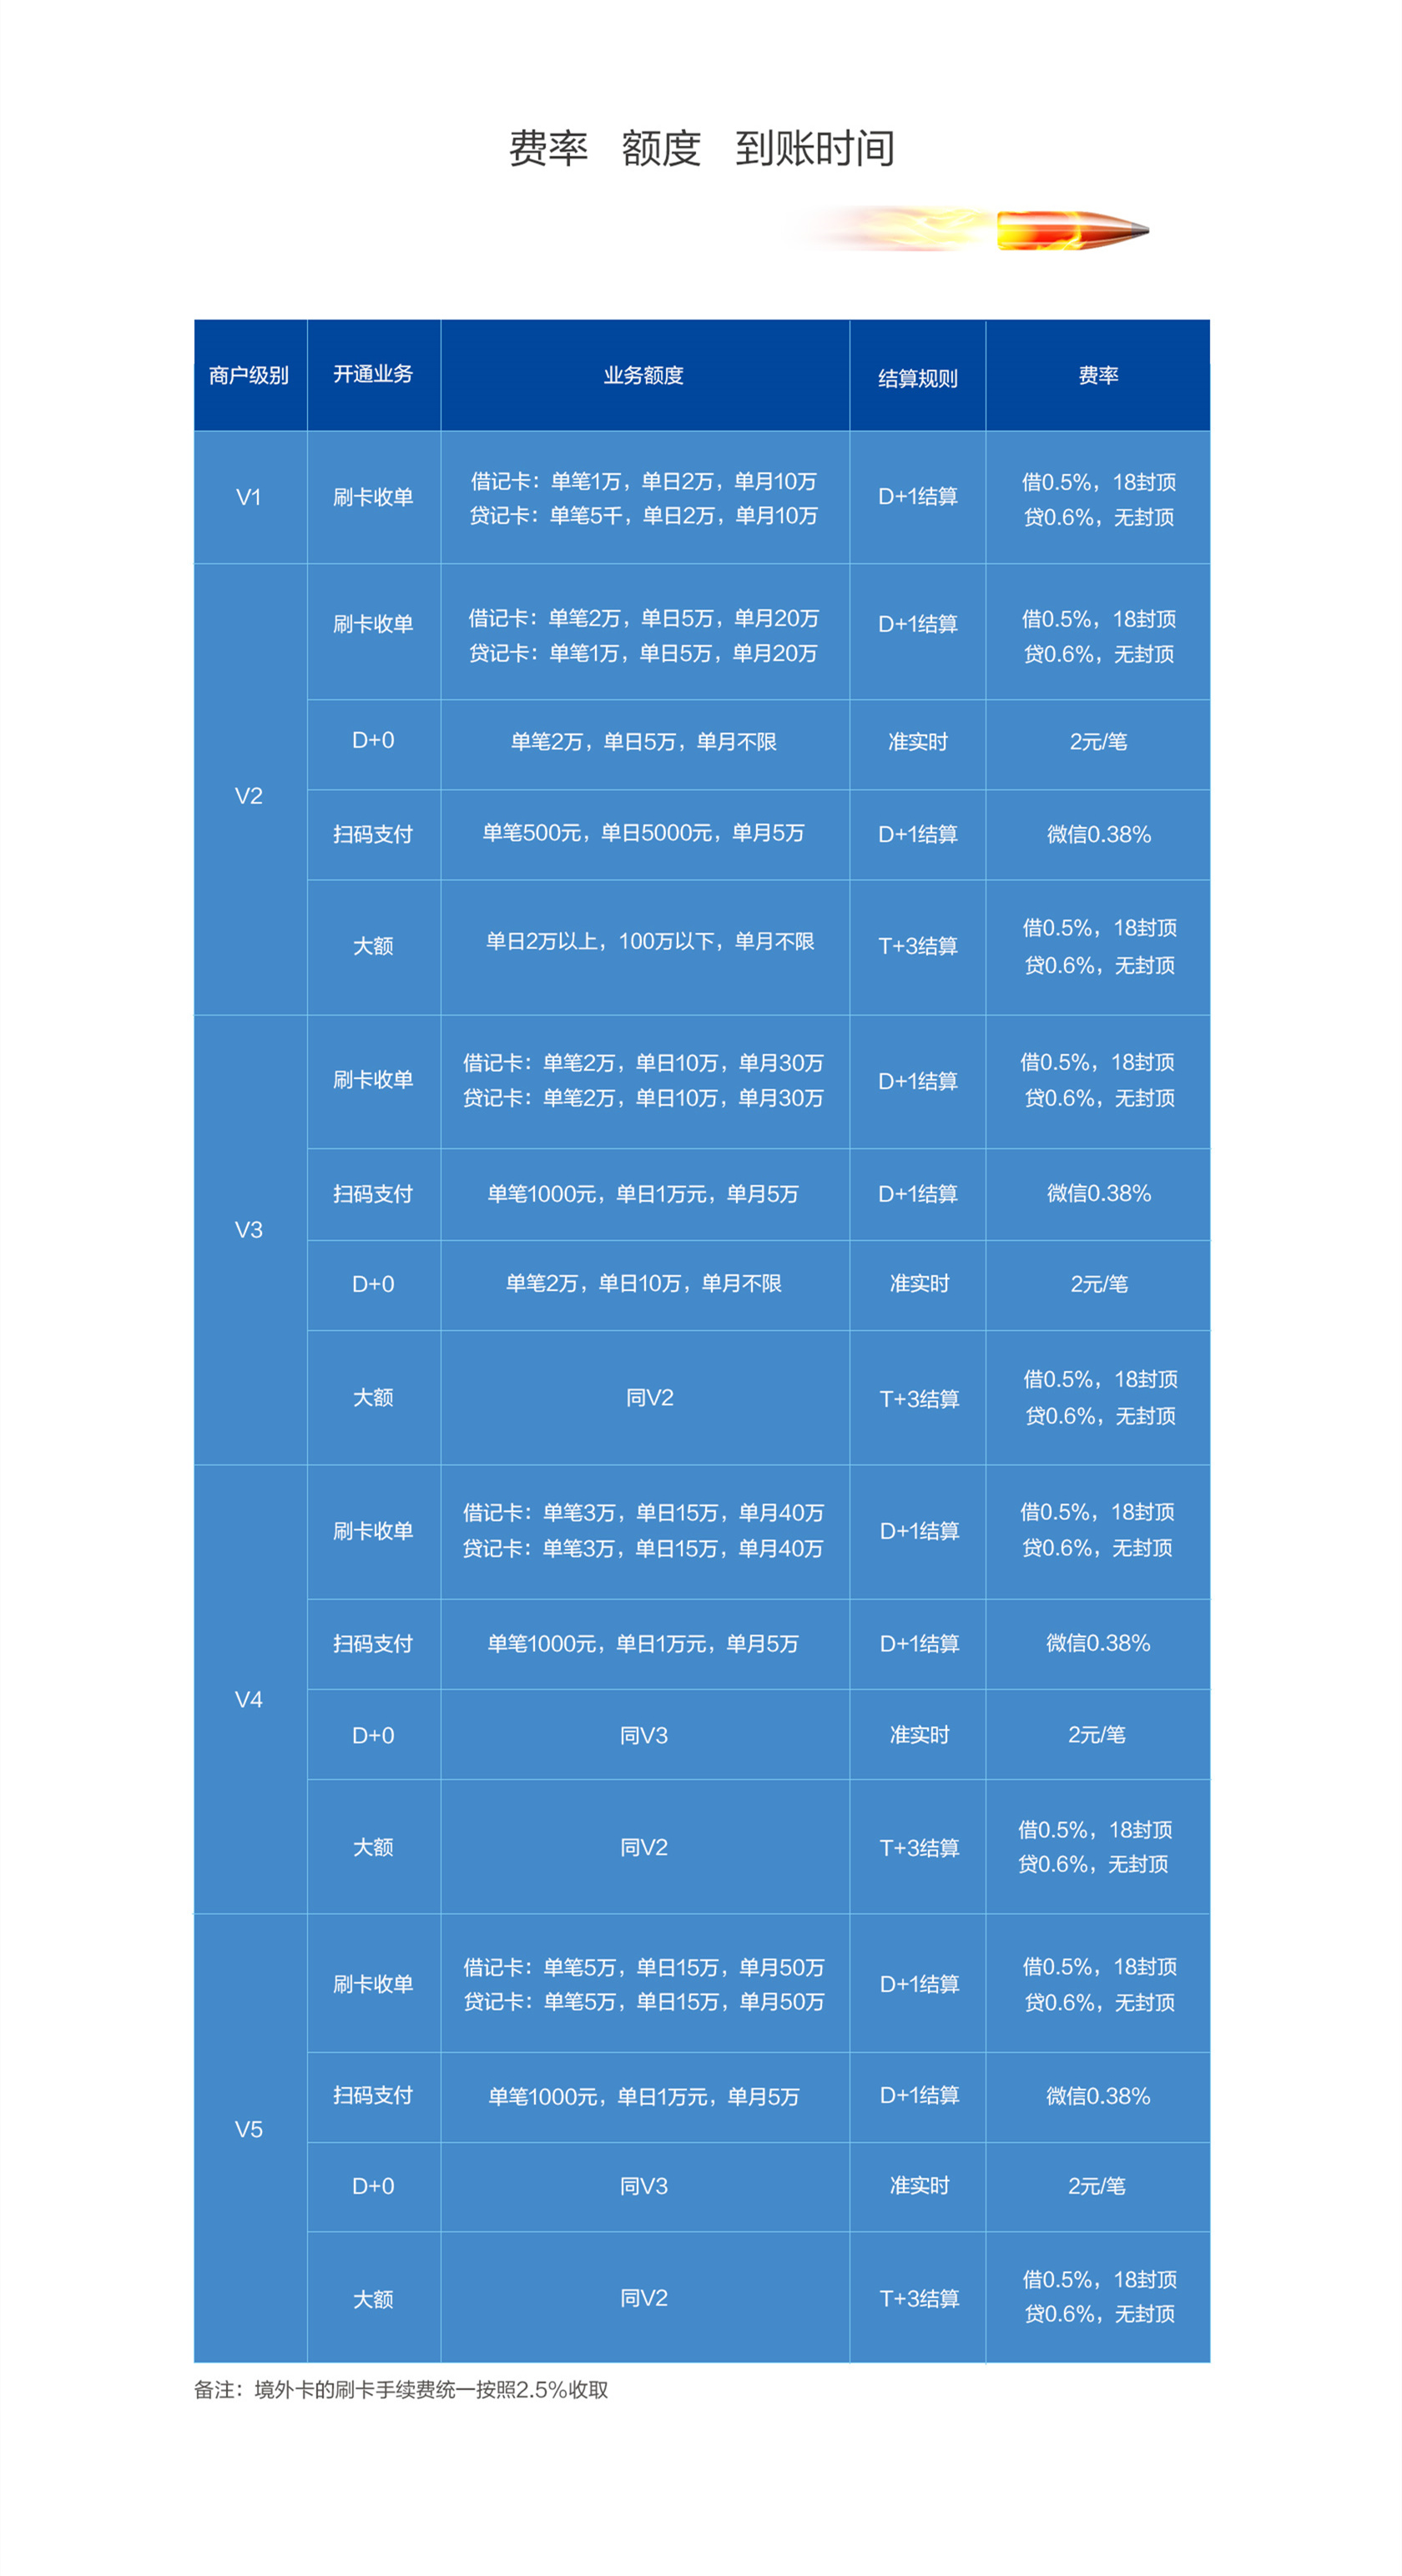 费率 额度 到账时间
商户级别 开通业务 业务额度 结算规则 费率
V1
刷卡收单
借记卡：单笔1万，单日2万，单月10万
贷记卡：单笔5千，单日2万，单月10万
D+1结算
借0.5%，18封顶
贷0.6%，无封顶
V2
刷卡收单
借记卡：单笔2万，单日5万，单月20万
贷记卡：单笔1万，单日5万，单月20万
D+1结算
借0.5%，18封顶
贷0.6%，无封顶
D+0
单笔2万，单日5万，单月不限
准实时
2元/笔
扫码支付
单笔500元，单日5000元，单月5万
D+1结算
微信0.38%
大额
单日2万以上，100万以下，单月不限
T+3结算
借0.5%，18封顶
贷0.6%，无封顶
V3
刷卡收单
借记卡：单笔2万，单日10万，单月30万
贷记卡：单笔2万，单日10万，单月30万
D+1结算
借0.5%，18封顶
贷0.6%，无封顶
扫码支付
单笔1000元，单日1万元，单月5万
D+1结算
微信0.38%
D+0
单笔2万，单日10万，单月不限
准实时
2元/笔
大额
同V2
T+3结算
借0.5%，18封顶
贷0.6%，无封顶
V4
刷卡收单
借记卡：单笔3万，单日15万，单月40万
贷记卡：单笔3万，单日15万，单月40万
D+1结算
借0.5%，18封顶
贷0.6%，无封顶
扫码支付
单笔1000元，单日1万元，单月5万
D+1结算
微信0.38%
D+0
同V3
准实时
2元/笔
大额
同V2
T+3结算
借0.5%，18封顶
贷0.6%，无封顶
V5
刷卡收单
借记卡：单笔5万，单日15万，单月50万
贷记卡：单笔5万，单日15万，单月50万
D+1结算
借0.5%，18封顶
贷0.6%，无封顶
扫码支付
单笔1000元，单日1万元，单月5万
D+1结算
微信0.38%
D+0
同V3
准实时
2元/笔
大额
同V2
T+3结算
借0.5%，18封顶
贷0.6%，无封顶
备注：境外卡的刷卡手续费统一按照2.5%收取